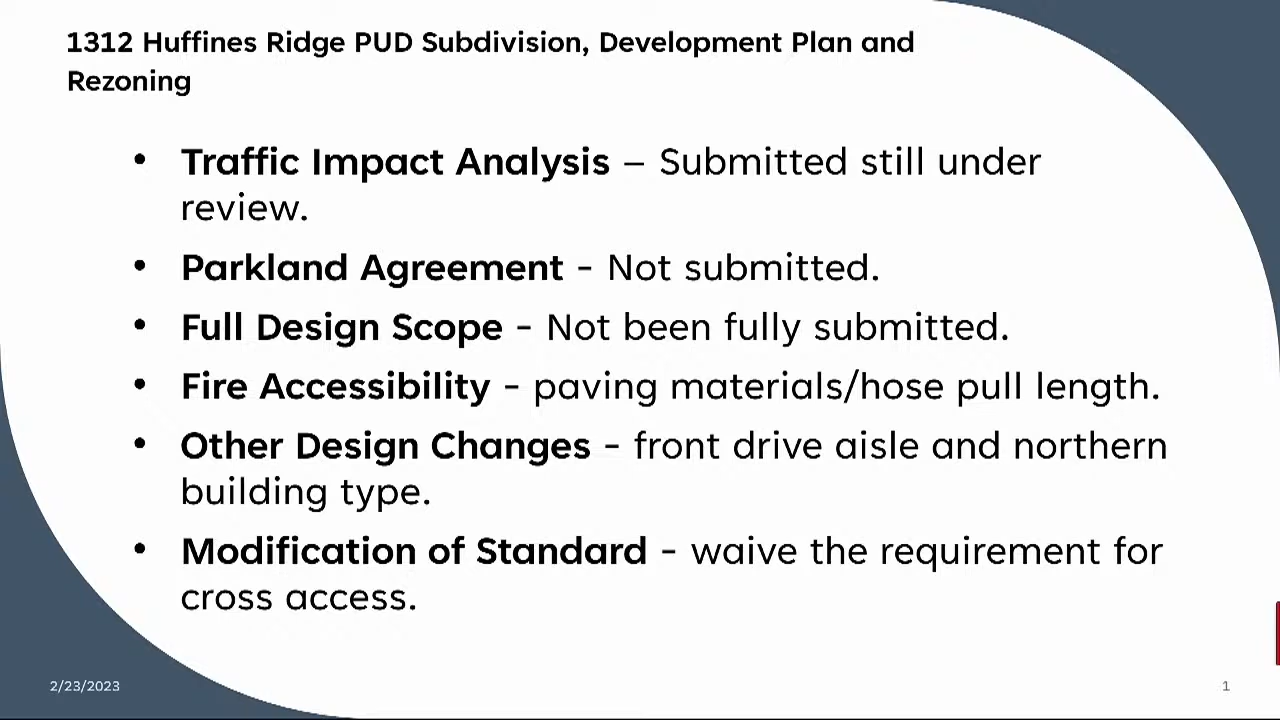 1312 Huffines Ridge PUD Subdivision, Development Plan and
Rezoning
• Traffic Impact Analysis – Submitted still under
review.
• Parkland Agreement - Not submitted.
• Full Design Scope - Not been fully submitted.
• Fire Accessibility - paving materials/hose pull length.
• Other Design Changes - front drive aisle and northern
building type.
• Modification of Standard - waive the requirement for
cross access.
2/23/2023
1